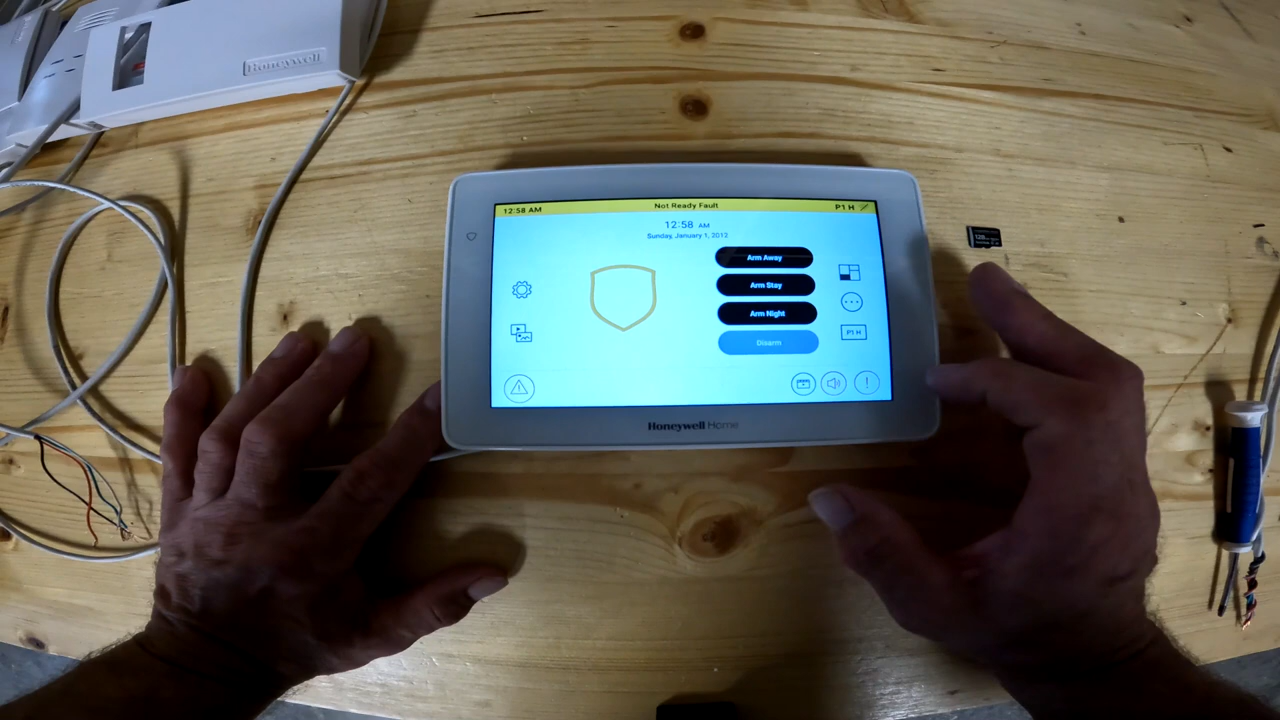 Honeywell
12:58 AM
Not Ready Fault
P1 H
12:58 AM
Sunday, January 1, 2012
Arm Away
Arm Stay
Arm Night
Disarm
P1 H
Honeywell Home
128